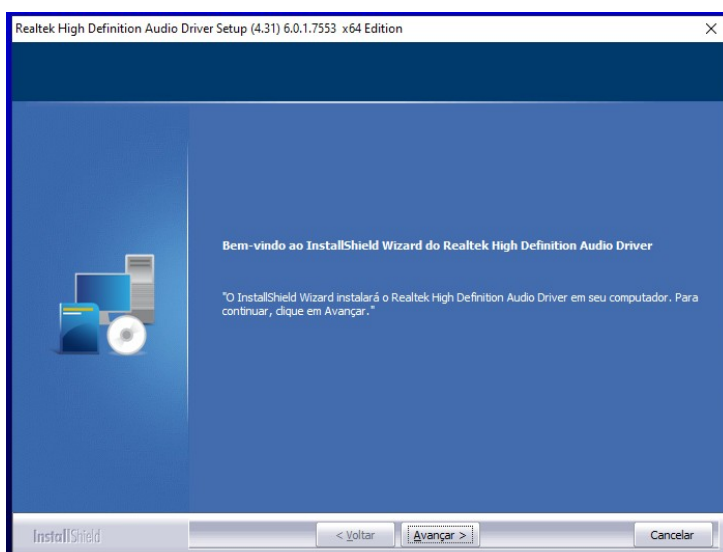 Realtek High Definition Audio Driver Setup (4.31) 6.0.1.7553 x64 Edition
Bem-vindo ao InstallShield Wizard do Realtek High Definition Audio Driver
"O InstallShield Wizard instalará o Realtek High Definition Audio Driver em seu computador. Para
continuar, clique em Avançar."
InstallShield
< Voltar
Avançar >
Cancelar